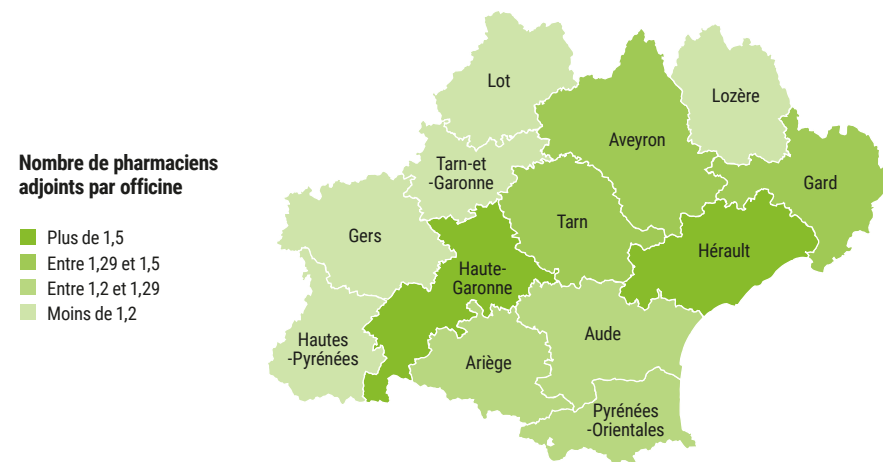 Nombre de pharmaciens
adjoints par officine
Plus de 1,5
Entre 1,29 et 1,5
Entre 1,2 et 1,29
Moins de 1,2
Lot
Lozère
Aveyron
Tarn-et
-Garonne
Gard
Tarn
Gers
Hérault
Haute-
Garonne
Aude
Hautes
-Pyrénées
Ariège
Pyrénées
-Orientales